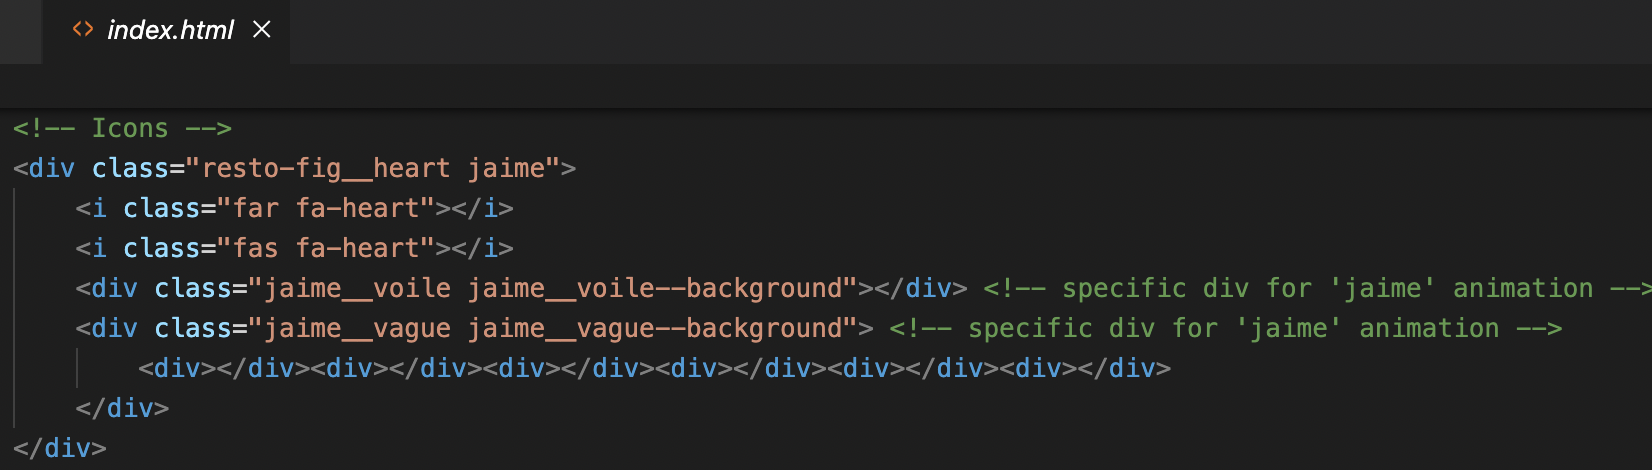 index.html
<!-- Icons -->
<div class="resto-fig__heart jaime">
<i class="far fa-heart"></i>
<i class="fas fa-heart"></i>
<div class="jaime__voile jaime__voile--background"></div> <!-- specific div for 'jaime' animation -->
<div class="jaime__vague jaime__vague--background"> <!-- specific div for 'jaime' animation -->
<div></div><div></div><div></div><div></div><div></div><div></div>
</div>
</div>